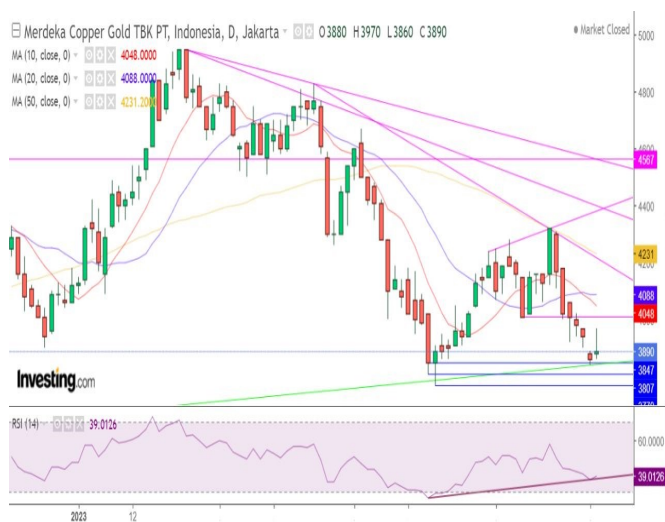 Merdeka Copper Gold TBK PT, Indonesia, D, Jakarta O3880 H3970 L3860 C3890
Market Closed
MA (10, close, 0) 4048.0000
MA (20, close, 0) 4088.0000
MA (50, close, 0) 4231.2000
5000
4800
4600
4567
4400
4231
4200
4088
4048
3890
3847
3807
Investing.com
RSI (14) 39.0126
60.0000
39.0126
2023 12